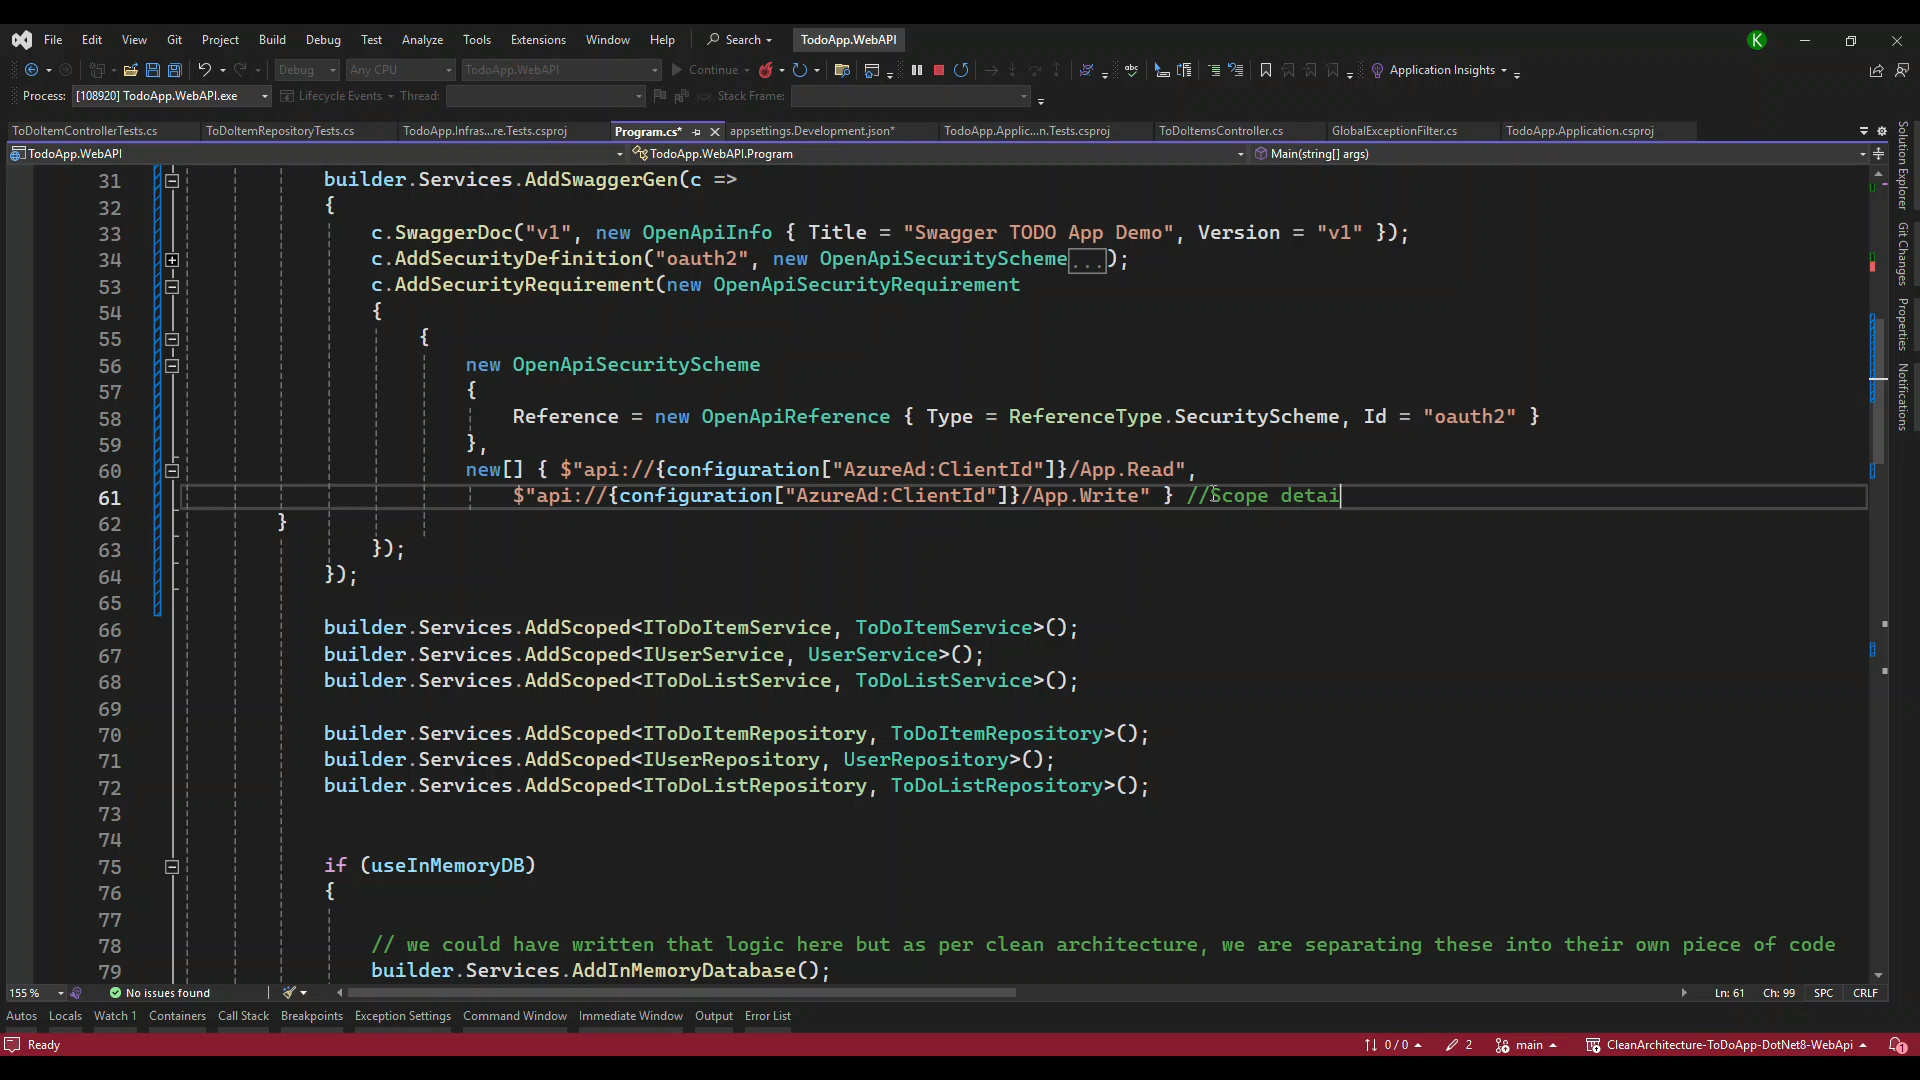 File Edit View Git Project Build Debug Test Analyze Tools Extensions Window Help Search TodoApp.WebAPI K
Debug Any CPU TodoApp.WebAPI Continue Application Insights
Process: [108920] TodoApp.WebAPI.exe Lifecycle Events Thread: Stack Frame:
ToDoItemControllerTests.cs ToDoItemRepositoryTests.cs TodoApp.Infras...re.Tests.csproj Program.cs* appsettings.Development.json* TodoApp.Applic...n.Tests.csproj ToDoItemsController.cs GlobalExceptionFilter.cs TodoApp.Application.csproj
TodoApp.WebAPI TodoApp.WebAPI.Program Main(string[] args)
31 builder.Services.AddSwaggerGen(c =>
32 {
33 c.SwaggerDoc("v1", new OpenApiInfo { Title = "Swagger TODO App Demo", Version = "v1" });
34 c.AddSecurityDefinition("oauth2", new OpenApiSecurityScheme...);
53 c.AddSecurityRequirement(new OpenApiSecurityRequirement
54 {
55 {
56 new OpenApiSecurityScheme
57 {
58 Reference = new OpenApiReference { Type = ReferenceType.SecurityScheme, Id = "oauth2" }
59 },
60 new[] { $"api://{configuration["AzureAd:ClientId"]}/App.Read",
61 $"api://{configuration["AzureAd:ClientId"]}/App.Write" } //Scope detai
62 }
63 });
64 });
65
66 builder.Services.AddScoped<IToDoItemService, ToDoItemService>();
67 builder.Services.AddScoped<IUserService, UserService>();
68 builder.Services.AddScoped<IToDoListService, ToDoListService>();
69
70 builder.Services.AddScoped<IToDoItemRepository, ToDoItemRepository>();
71 builder.Services.AddScoped<IUserRepository, UserRepository>();
72 builder.Services.AddScoped<IToDoListRepository, ToDoListRepository>();
73
74
75 if (useInMemoryDB)
76 {
77
78 // we could have written that logic here but as per clean architecture, we are separating these into their own piece of code
79 builder.Services.AddInMemoryDatabase();
Solution Explorer
Git Changes
Properties
Notifications
155 % No issues found Ln: 61 Ch: 99 SPC CRLF
Autos Locals Watch 1 Containers Call Stack Breakpoints Exception Settings Command Window Immediate Window Output Error List
Ready 0 / 0 2 main CleanArchitecture-ToDoApp-DotNet8-WebApi 1